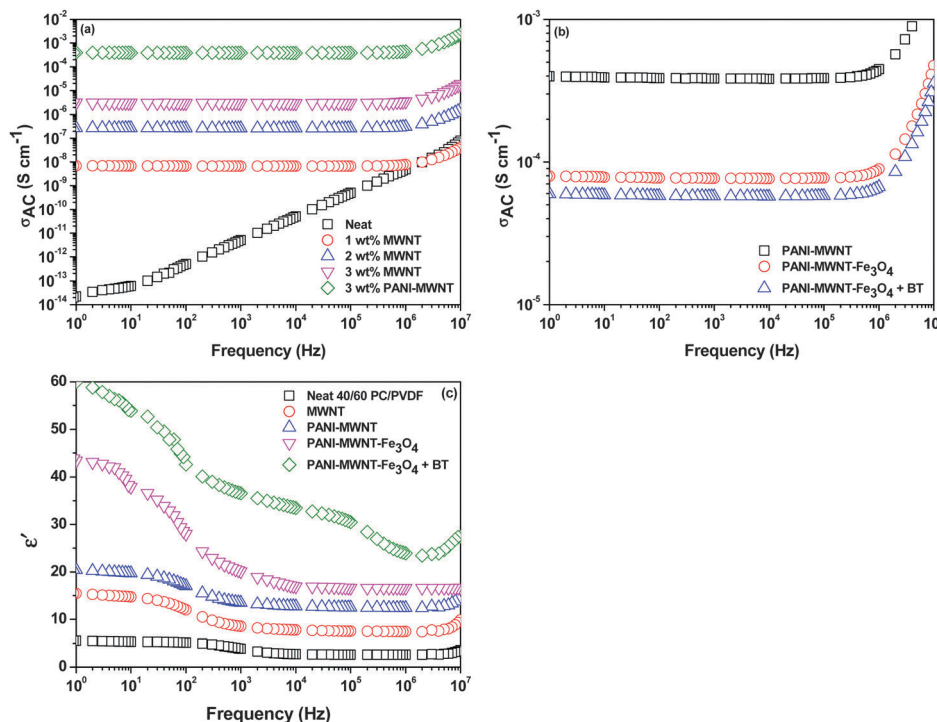 (a)
10⁻²
10⁻³
10⁻⁴
10⁻⁵
10⁻⁶
10⁻⁷
10⁻⁸
10⁻⁹
10⁻¹⁰
10⁻¹¹
10⁻¹²
10⁻¹³
10⁻¹⁴
σAC (S cm⁻¹)
Neat
1 wt% MWNT
2 wt% MWNT
3 wt% MWNT
3 wt% PANI-MWNT
10⁰ 10¹ 10² 10³ 10⁴ 10⁵ 10⁶ 10⁷
Frequency (Hz)
(b)
10⁻³
10⁻⁴
10⁻⁵
σAC (S cm⁻¹)
PANI-MWNT
PANI-MWNT-Fe₃O₄
PANI-MWNT-Fe₃O₄ + BT
10⁰ 10¹ 10² 10³ 10⁴ 10⁵ 10⁶ 10
Frequency (Hz)
(c)
60
50
40
30
20
10
0
ε′
Neat 40/60 PC/PVDF
MWNT
PANI-MWNT
PANI-MWNT-Fe₃O₄
PANI-MWNT-Fe₃O₄ + BT
10⁰ 10¹ 10² 10³ 10⁴ 10⁵ 10⁶ 10⁷
Frequency (Hz)